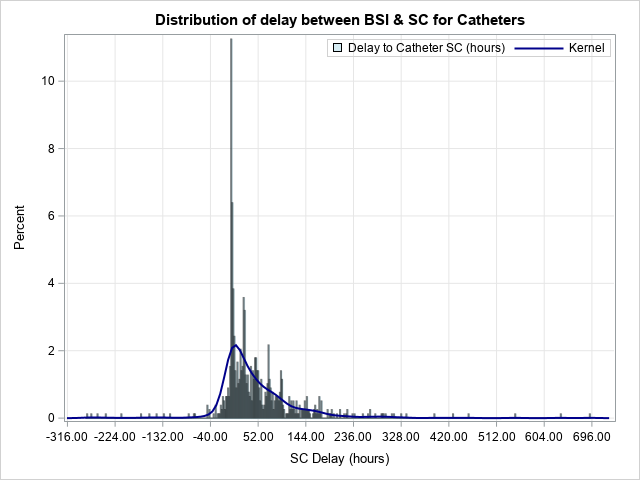 Distribution of delay between BSI & SC for Catheters
Delay to Catheter SC (hours) Kernel
10
8
6
4
2
0
Percent
-316.00 -224.00 -132.00 -40.00 52.00 144.00 236.00 328.00 420.00 512.00 604.00 696.00
SC Delay (hours)